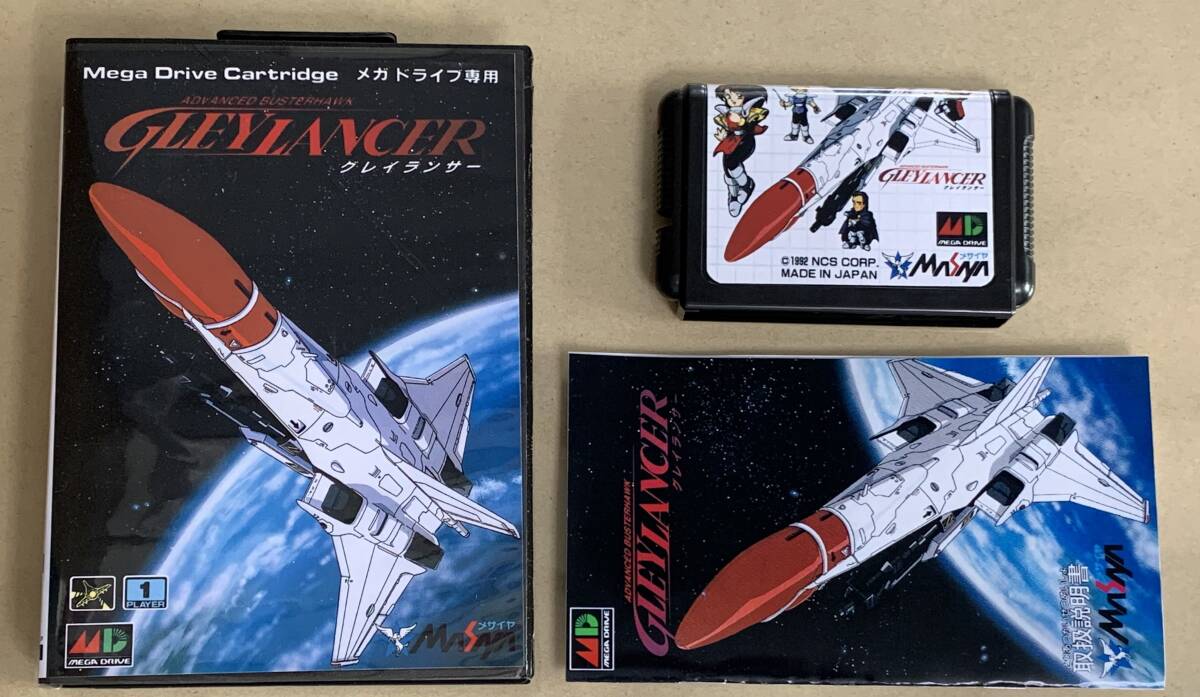 Mega Drive Cartridge メガドライブ専用
ADVANCED BUSTERHAWK
GLEYLANCER
グレイランサー
1
PLAYER
MD
MEGA DRIVE
メサイヤ
MASAYA
ADVANCED BUSTERHAWK
GLEYLANCER
グレイランサー
MD
MEGA DRIVE
©1992 NCS CORP.
MADE IN JAPAN
メサイヤ
MASAYA
ADVANCED BUSTERHAWK
GLEYLANCER
グレイランサー
MD
MEGA DRIVE
取扱説明書
MASAYA